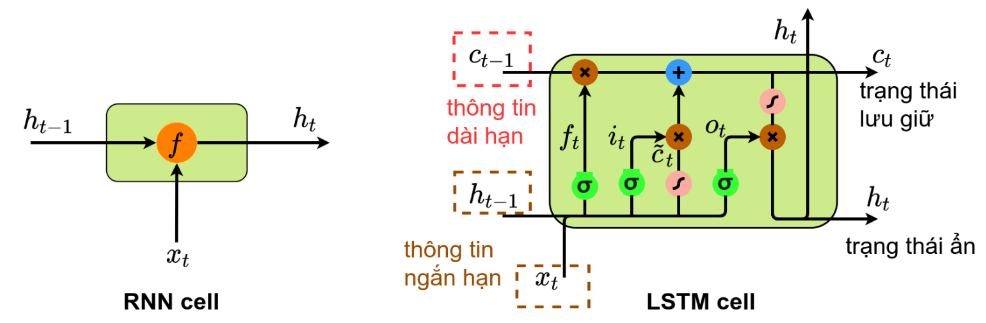 h_{t-1}
h_t
f
x_t
RNN cell
c_{t-1}
thông tin
dài hạn
h_{t-1}
thông tin
ngắn hạn
x_t
×
+
f_t
i_t
×
c̃_t
o_t
×
σ
σ
σ
h_t
c_t
trạng thái
lưu giữ
h_t
trạng thái ẩn
LSTM cell